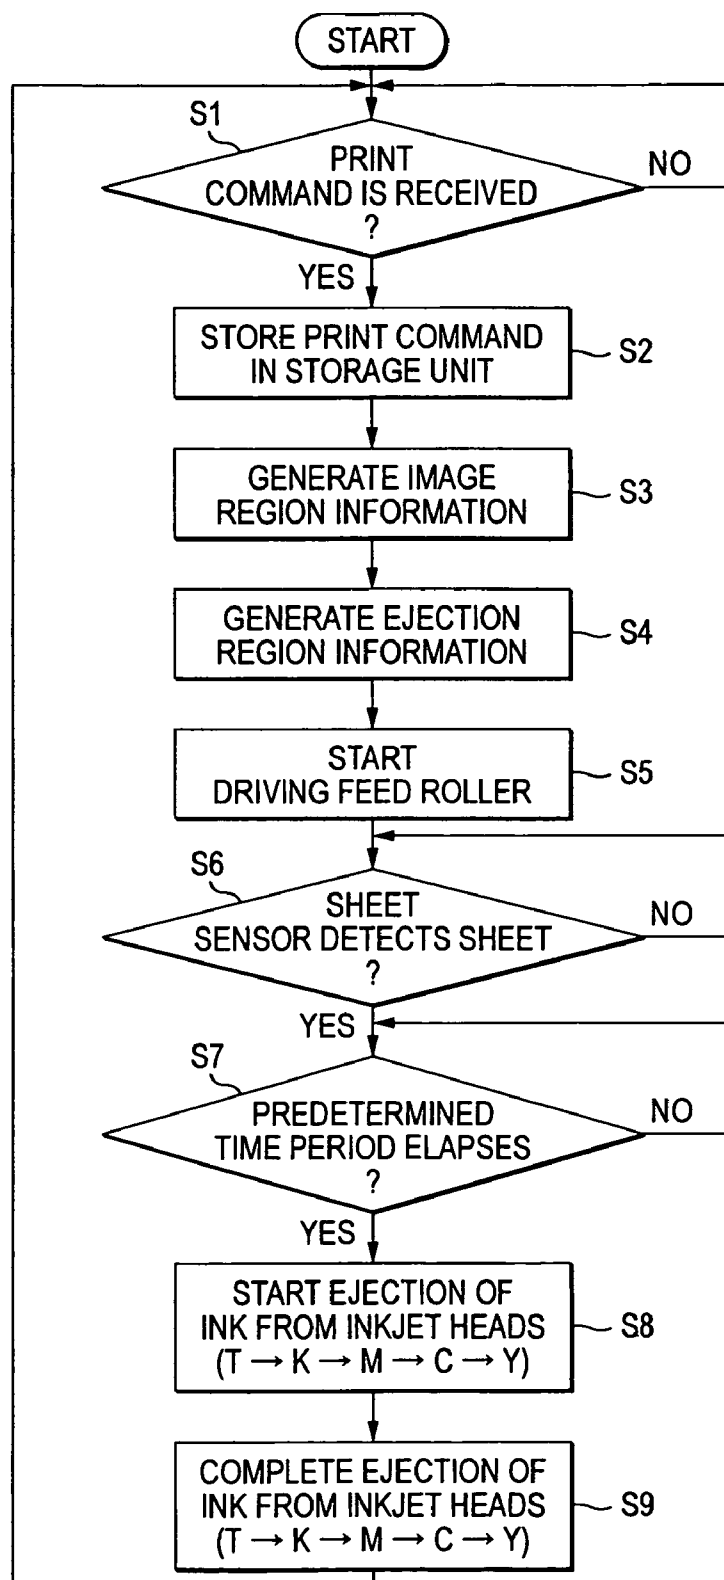 START
S1
PRINT
COMMAND IS RECEIVED
?
NO
YES
STORE PRINT COMMAND
IN STORAGE UNIT
S2
GENERATE IMAGE
REGION INFORMATION
S3
GENERATE EJECTION
REGION INFORMATION
S4
START
DRIVING FEED ROLLER
S5
S6
SHEET
SENSOR DETECTS SHEET
?
NO
YES
S7
PREDETERMINED
TIME PERIOD ELAPSES
?
NO
YES
START EJECTION OF
INK FROM INKJET HEADS
(T → K → M → C → Y)
S8
COMPLETE EJECTION OF
INK FROM INKJET HEADS
(T → K → M → C → Y)
S9